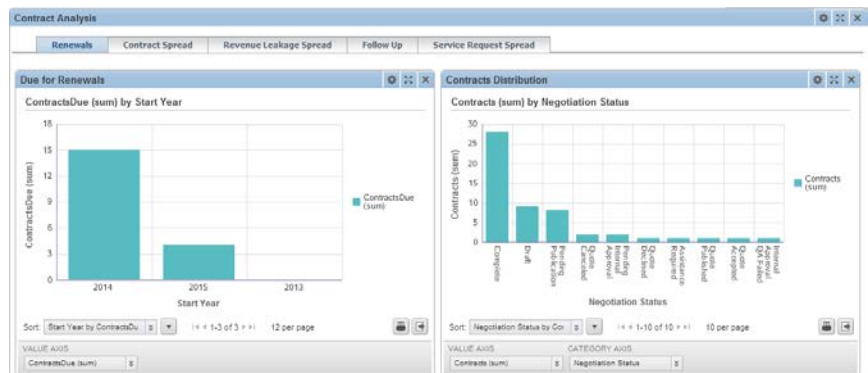 Contract Analysis
Renewals Contract Spread Revenue Leakage Spread Follow Up Service Request Spread
Due for Renewals
ContractsDue (sum) by Start Year
18
15
12
9
6
3
0
ContractsDue (sum)
2014 2015 2013
Start Year
ContractsDue
(sum)
Sort: Start Year by ContractsDu 1-3 of 3 12 per page
VALUE AXIS
ContractsDue (sum)
Contracts Distribution
Contracts (sum) by Negotiation Status
30
25
20
15
10
5
0
Contracts (sum)
Complete
Draft
Pending
Publication
Quote
Canceled
Pending
Internal
Approval
Quote
Declined
Assistance
Required
Quote
Published
Quote
Accepted
Internal
Approval
QA Failed
Negotiation Status
Contracts
(sum)
Sort: Negotiation Status by Cor 1-10 of 10 10 per page
VALUE AXIS CATEGORY AXIS
Contracts (sum) Negotiation Status